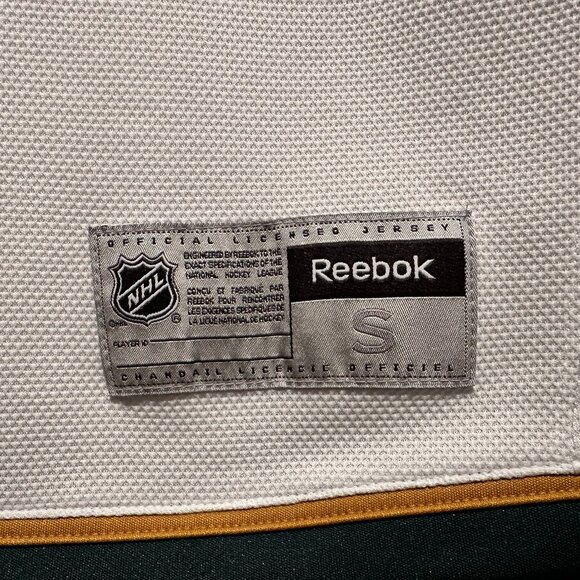 OFFICIAL LICENSED JERSEY
NHL
ENGINEERED BY REEBOK TO THE
EXACT SPECIFICATIONS OF THE
NATIONAL HOCKEY LEAGUE
CONÇU ET FABRIQUÉ PAR
REEBOK POUR RENCONTRER
LES EXIGENCES SPÉCIFIQUES DE
LA LIGUE NATIONAL DE HOCKEY
PLAYER ID
Reebok
S
CHANDAIL LICENCIÉ OFFICIEL